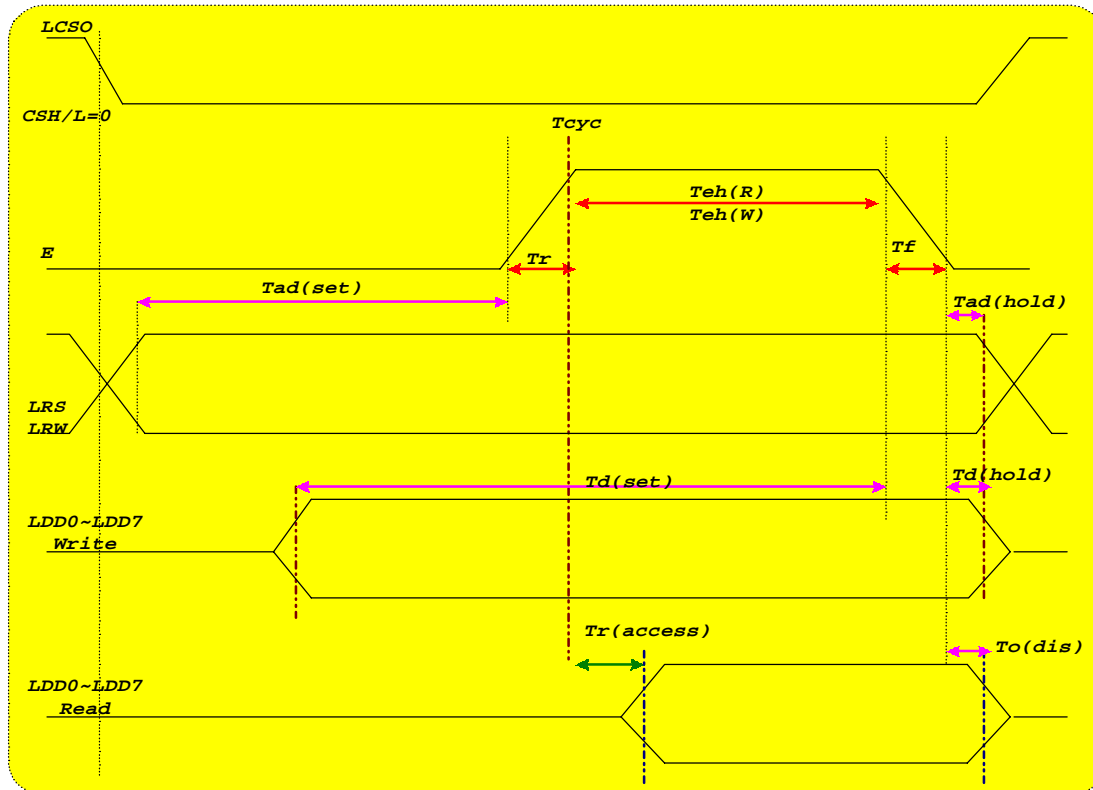 LCSO
CSH/L=0
Tcyc
Teh(R)
Teh(W)
E
Tr
Tf
Tad(set)
Tad(hold)
LRS
LRW
Td(set)
Td(hold)
LDD0~LDD7
Write
Tr(access)
To(dis)
LDD0~LDD7
Read